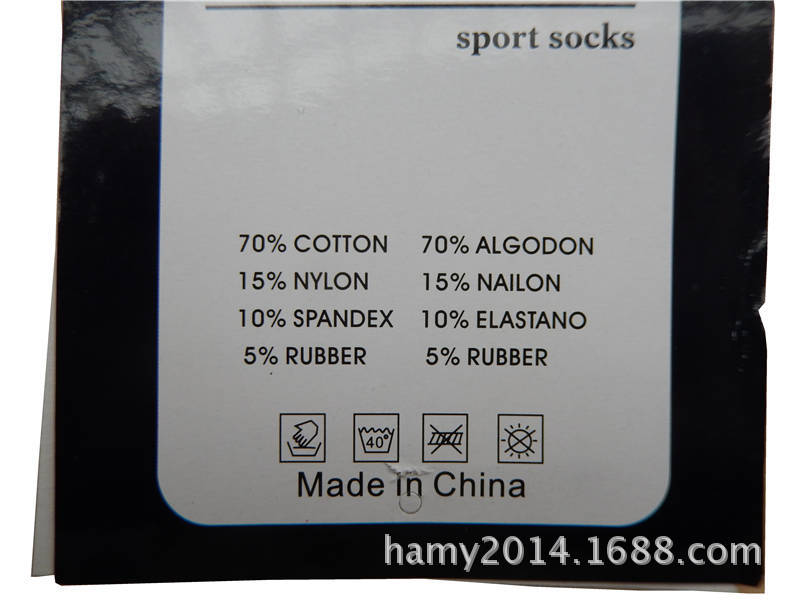 sport socks
70% COTTON 70% ALGODON
15% NYLON 15% NAILON
10% SPANDEX 10% ELASTANO
5% RUBBER 5% RUBBER
40°
Made in China
hamy2014.1688.com